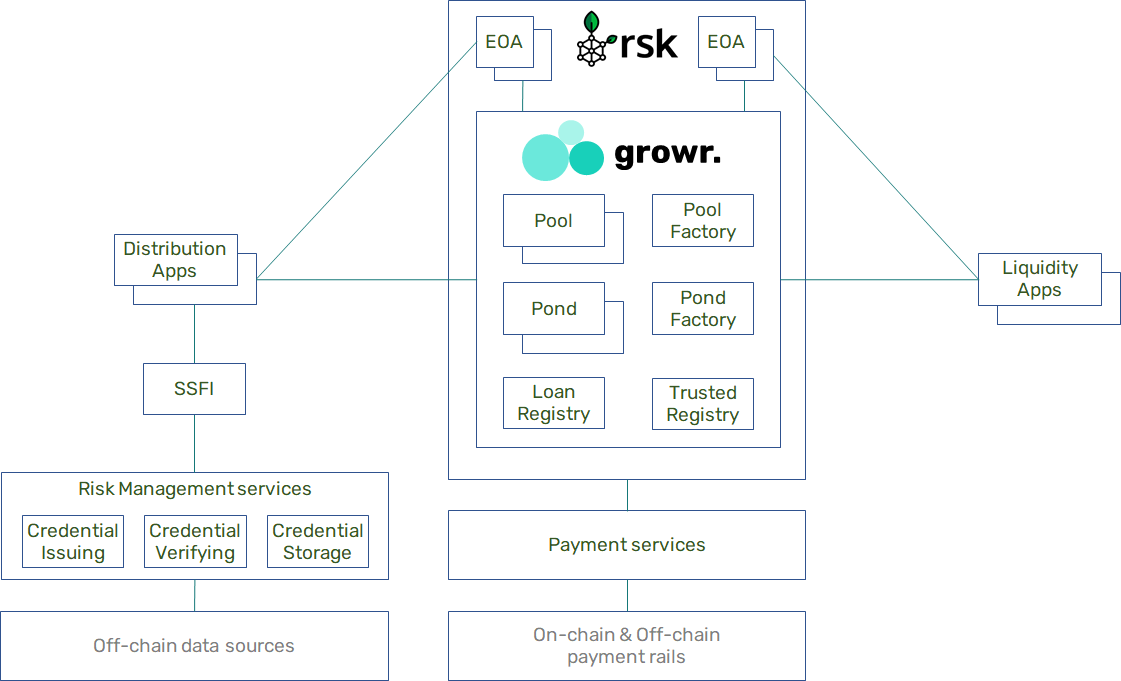 EOA
rsk
EOA
growr.
Pool
Pool
Factory
Distribution
Apps
Liquidity
Apps
Pond
Pond
Factory
SSFI
Loan
Registry
Trusted
Registry
Risk Management services
Credential
Issuing
Credential
Verifying
Credential
Storage
Payment services
Off-chain data sources
On-chain & Off-chain
payment rails